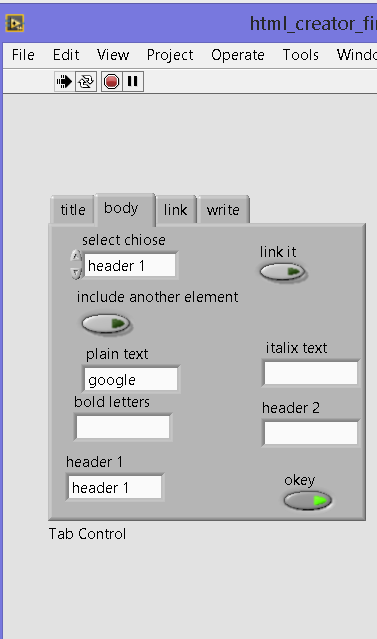 html_creator_fi
File Edit View Project Operate Tools Windo
title body link write
select chiose
header 1
link it
include another element
plain text
google
italix text
bold letters
header 2
header 1
header 1
okey
Tab Control